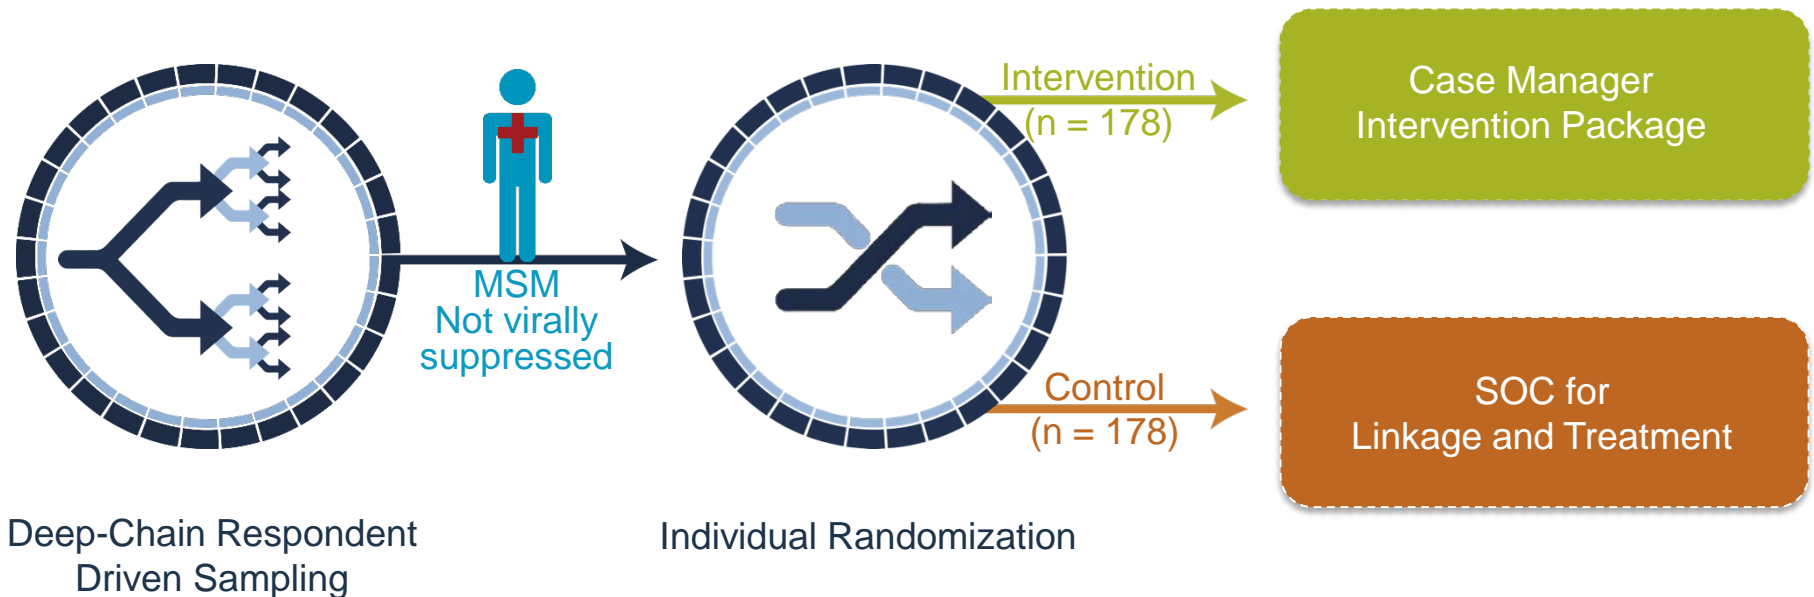 Deep-Chain Respondent
Driven Sampling
MSM
Not virally
suppressed
Individual Randomization
Intervention
(n = 178)
Case Manager
Intervention Package
Control
(n = 178)
SOC for
Linkage and Treatment